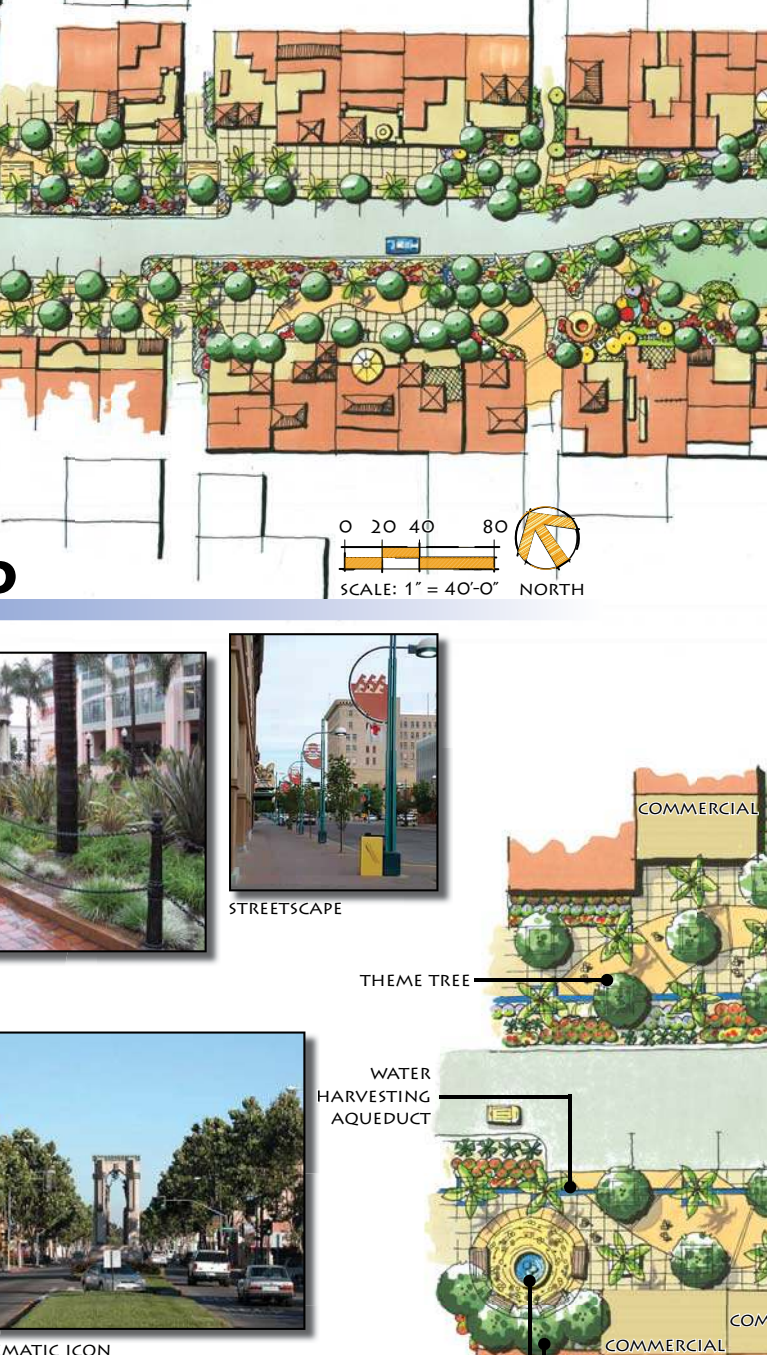 0 20 40 80
SCALE: 1" = 40'-0" NORTH
STREETSCAPE
COMMERCIAL
THEME TREE
WATER
HARVESTING
AQUEDUCT
COMMERCIAL
COM
MATIC ICON